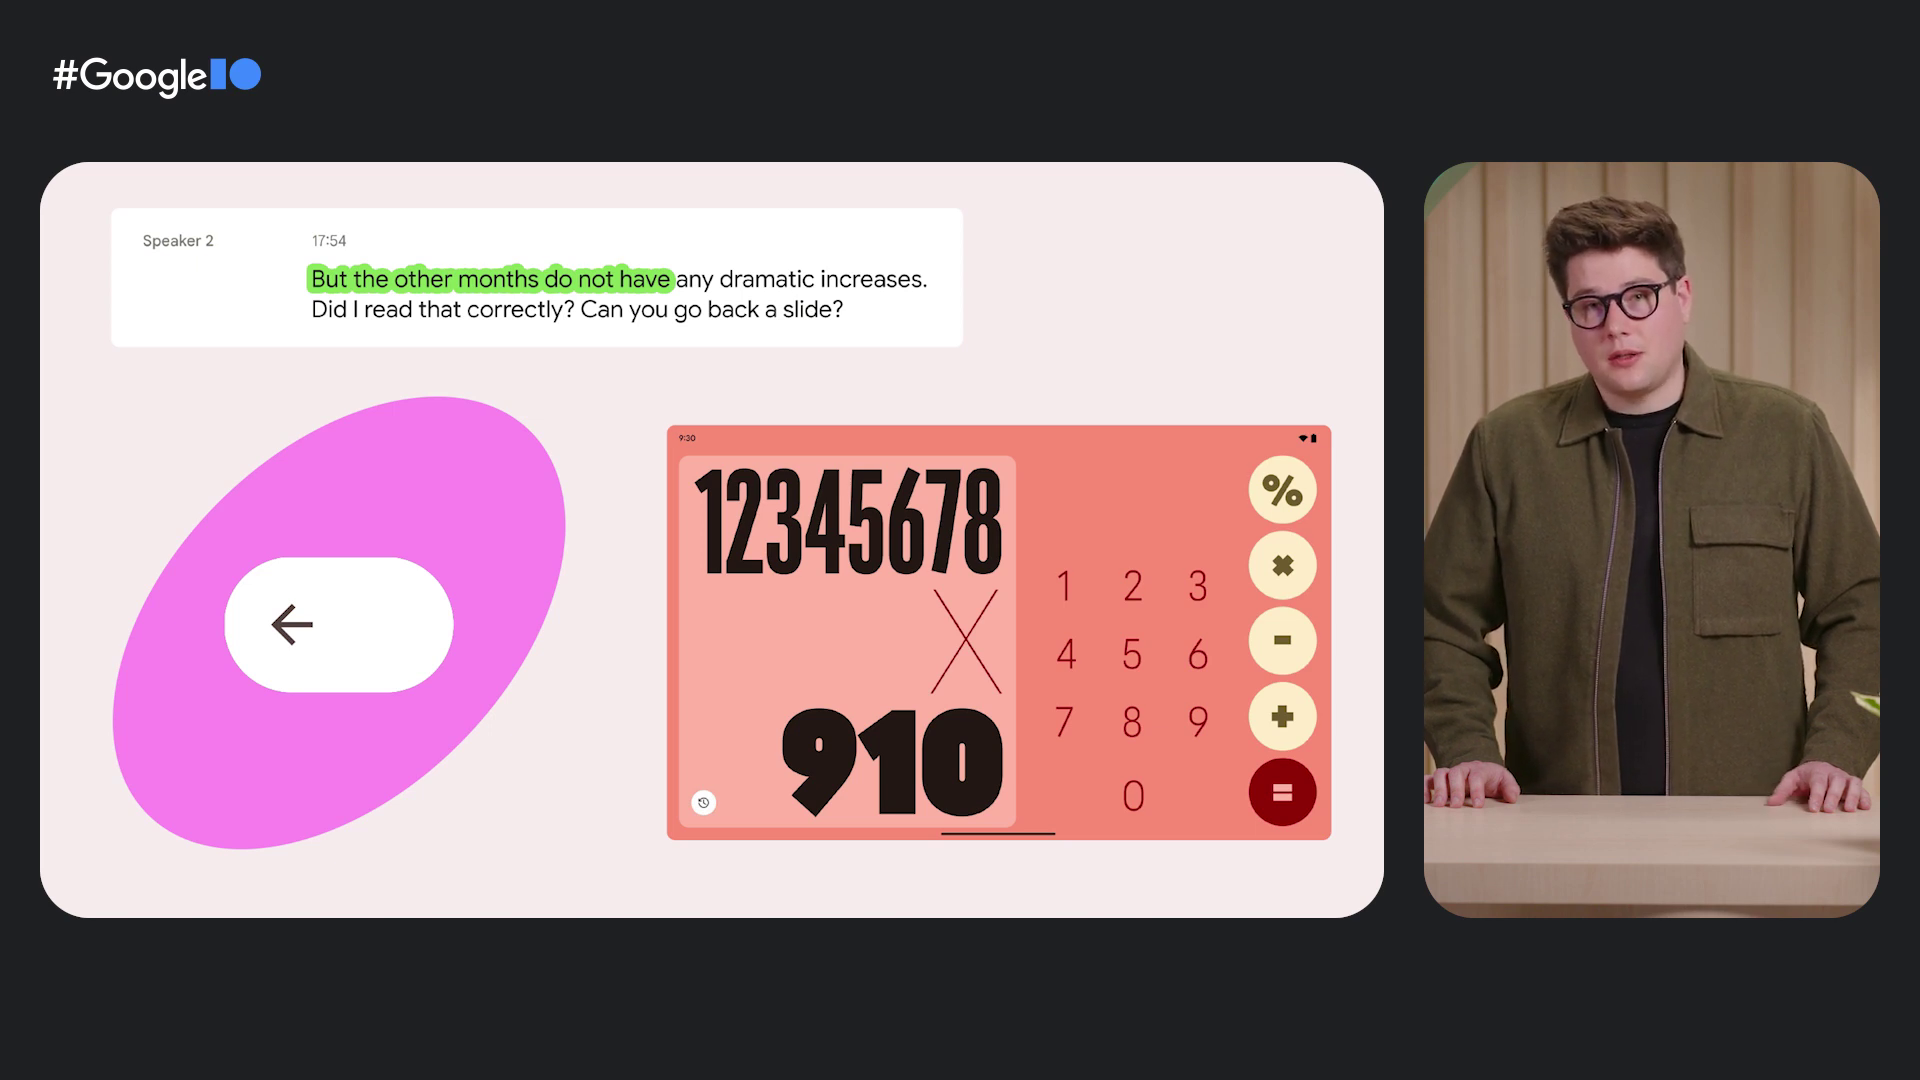 #GoogleIO
Speaker 2
17:54
But the other months do not have any dramatic increases.
Did I read that correctly? Can you go back a slide?
9:30
12345678
X
910
1 2 3
4 5 6
7 8 9
0
%
×
-
+
=